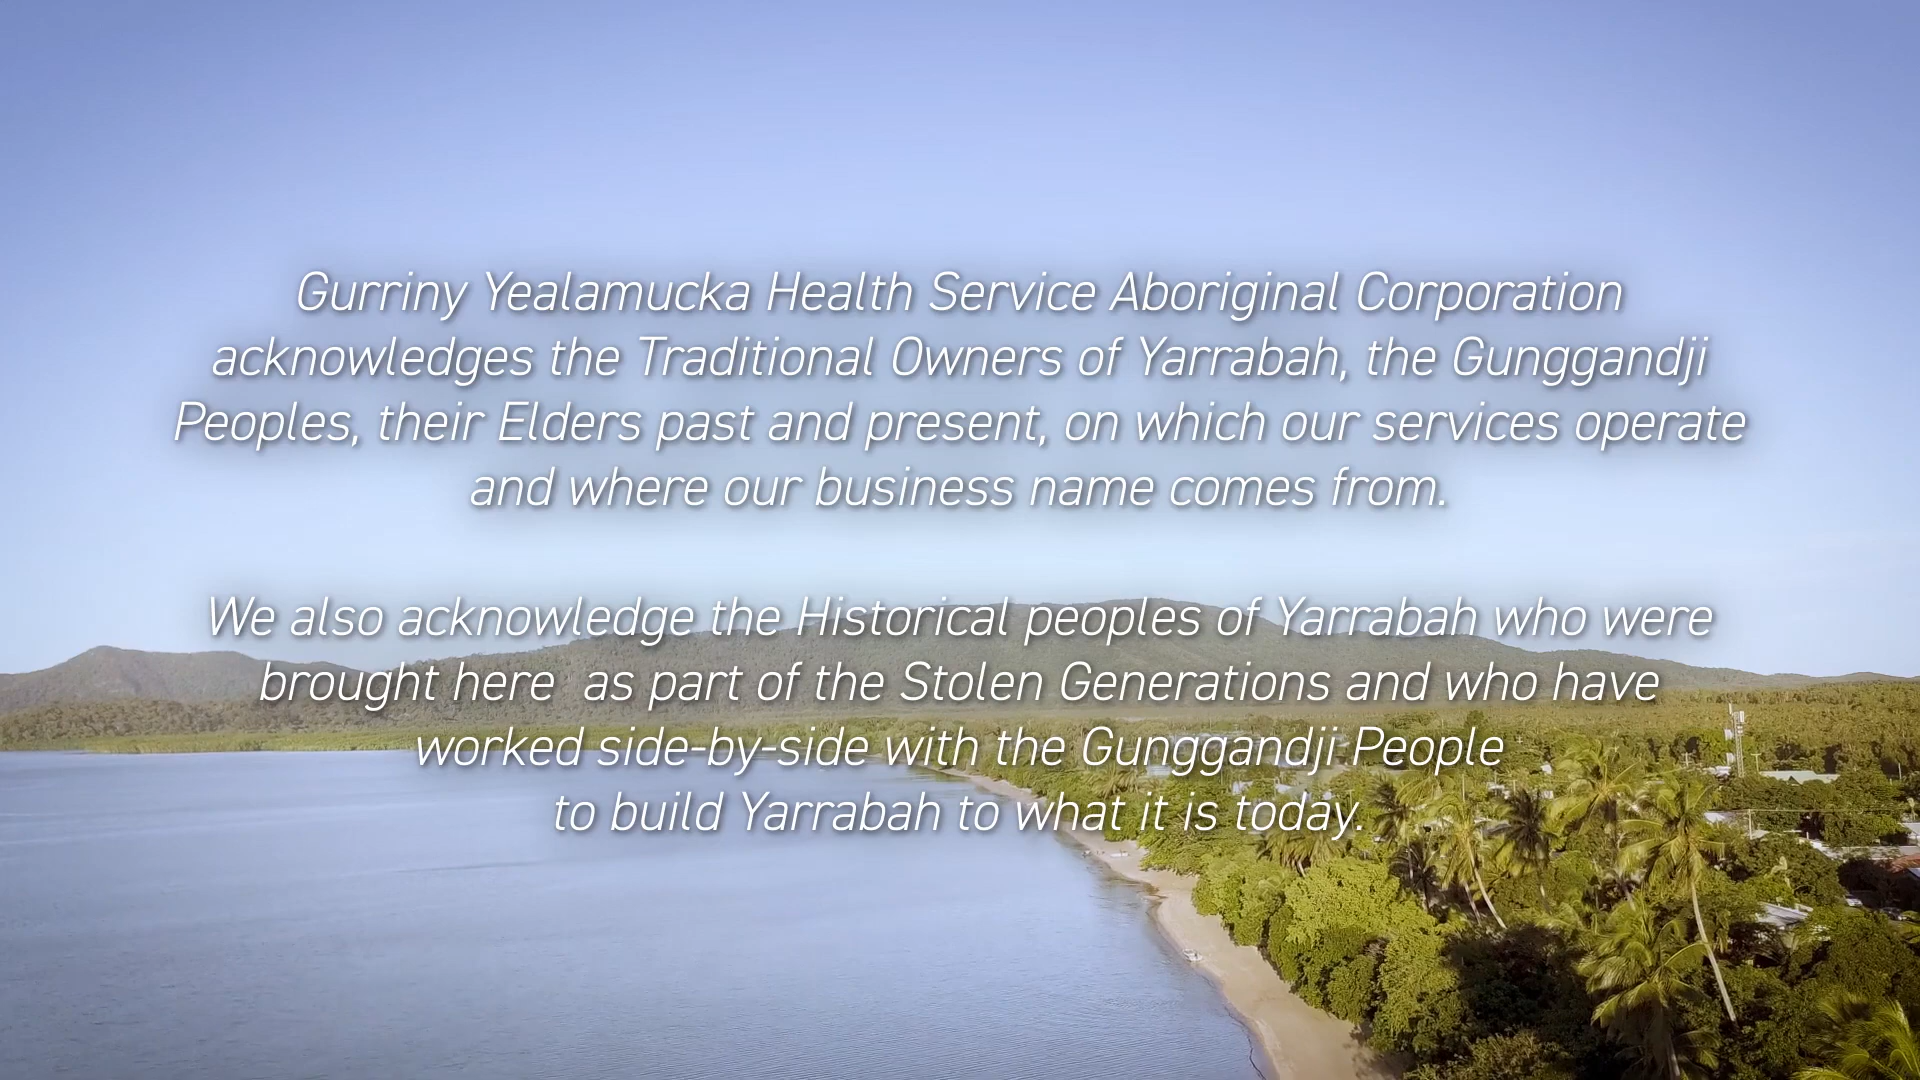 Gurriny Yealamucka Health Service Aboriginal Corporation
acknowledges the Traditional Owners of Yarrabah, the Gunggandji
Peoples, their Elders past and present, on which our services operate
and where our business name comes from.
We also acknowledge the Historical peoples of Yarrabah who were
brought here  as part of the Stolen Generations and who have
worked side-by-side with the Gunggandji People
to build Yarrabah to what it is today.